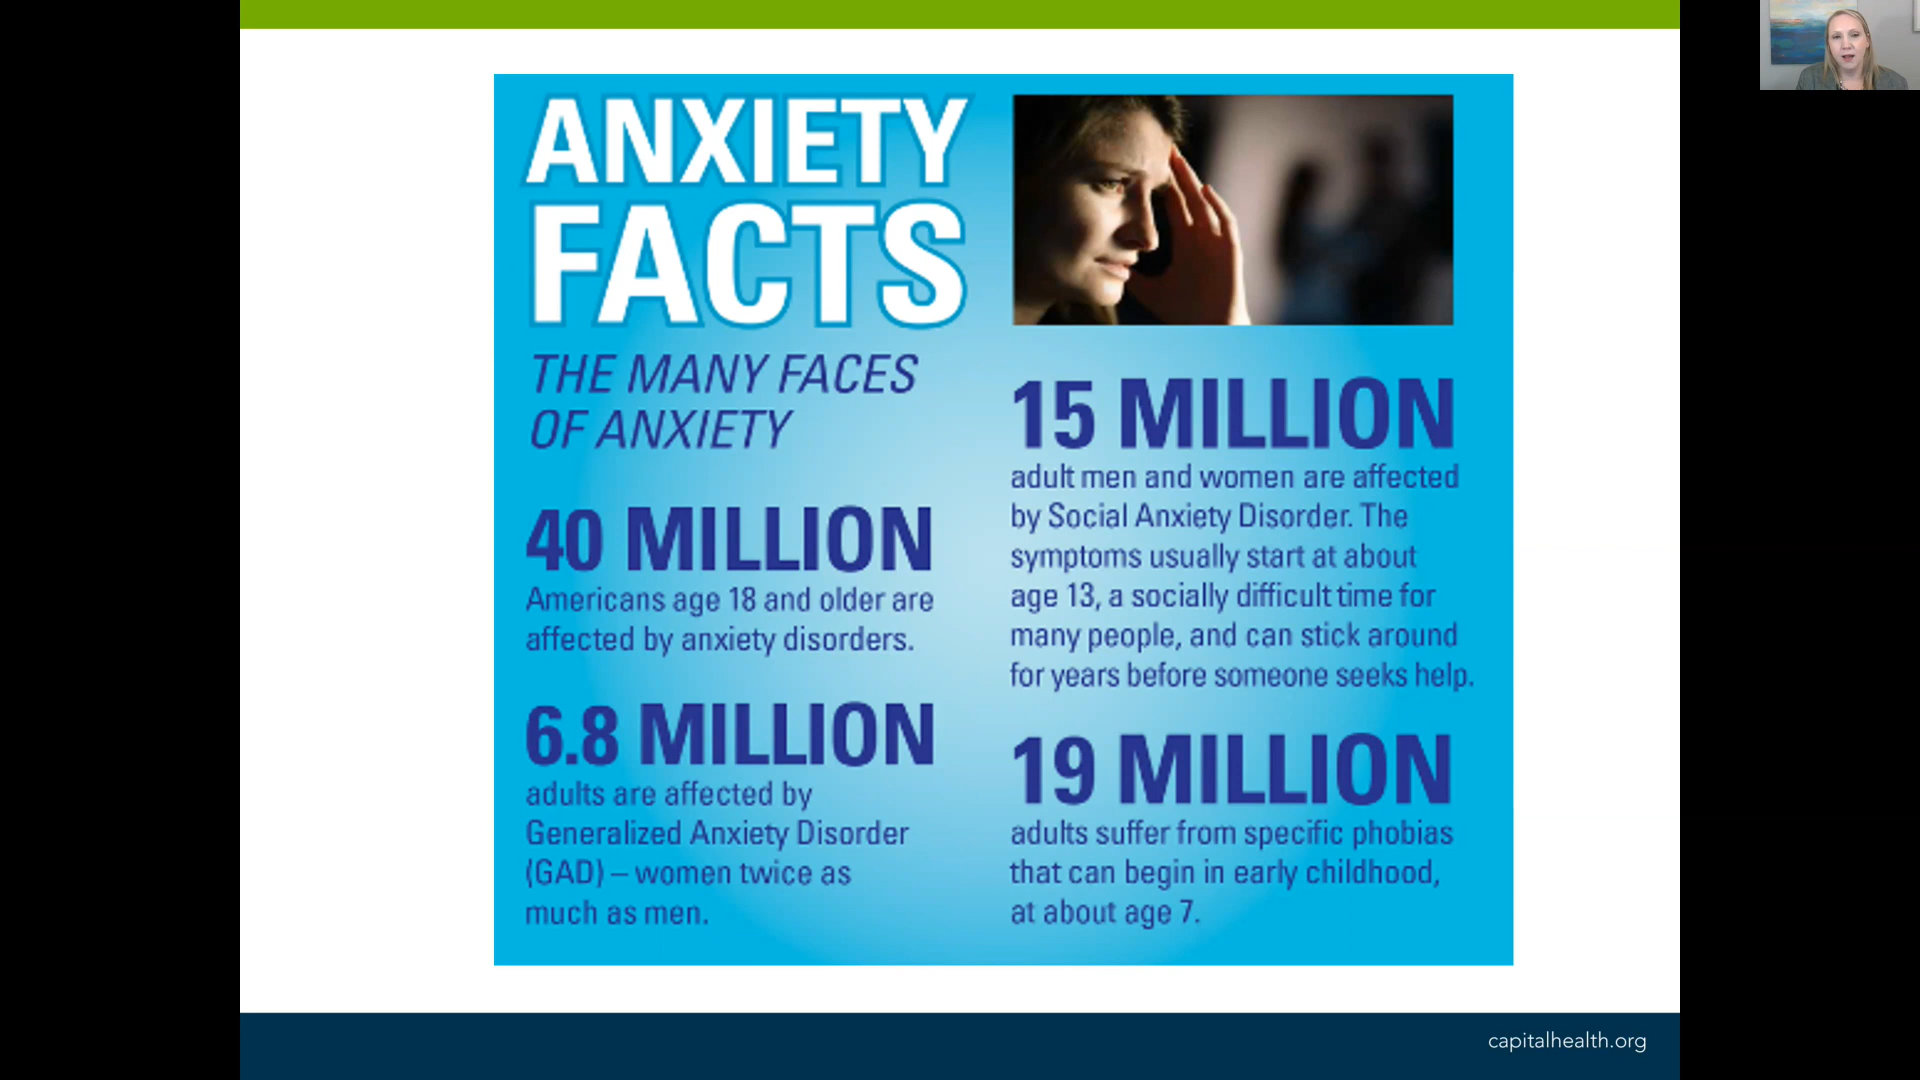 ANXIETY
FACTS
THE MANY FACES
OF ANXIETY
40 MILLION
Americans age 18 and older are
affected by anxiety disorders.
6.8 MILLION
adults are affected by
Generalized Anxiety Disorder
(GAD) – women twice as
much as men.
15 MILLION
adult men and women are affected
by Social Anxiety Disorder. The
symptoms usually start at about
age 13, a socially difficult time for
many people, and can stick around
for years before someone seeks help.
19 MILLION
adults suffer from specific phobias
that can begin in early childhood,
at about age 7.
capitalhealth.org